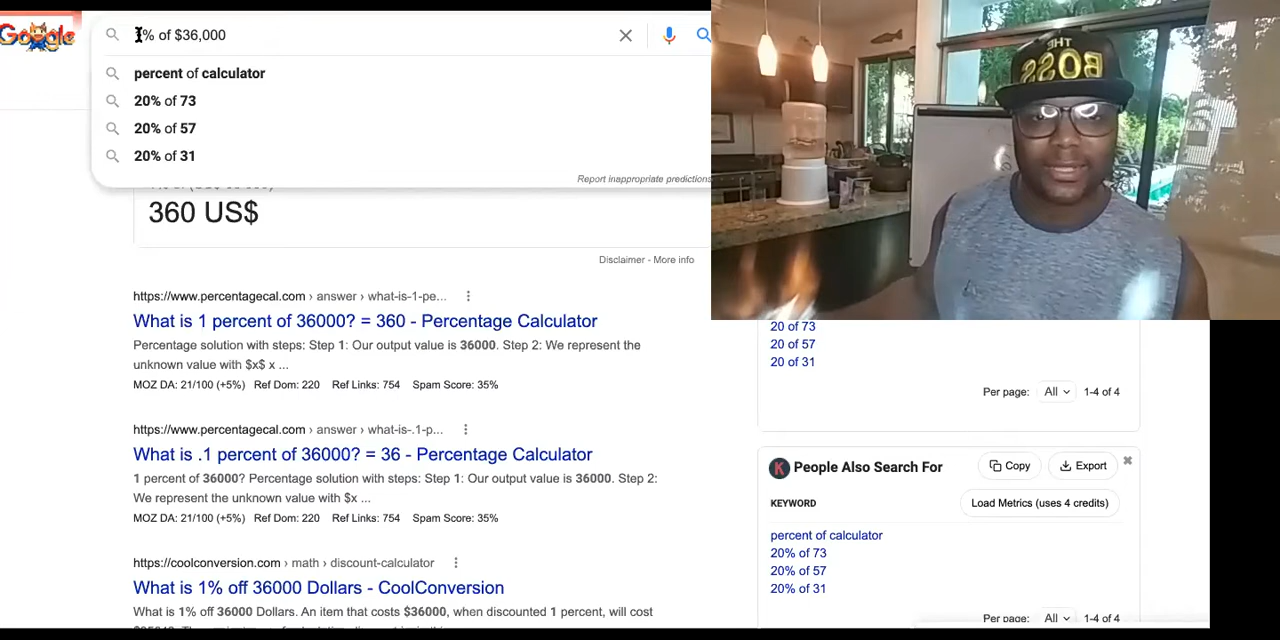 Google
% of $36,000
percent of calculator
20% of 73
20% of 57
20% of 31
Report inappropriate predictions
360 US$
Disclaimer - More info
https://www.percentagecal.com › answer › what-is-1-pe...
What is 1 percent of 36000? = 360 - Percentage Calculator
Percentage solution with steps: Step 1: Our output value is 36000. Step 2: We represent the
unknown value with $x$ x ...
MOZ DA: 21/100 (+5%) Ref Dom: 220 Ref Links: 754 Spam Score: 35%
https://www.percentagecal.com › answer › what-is-.1-p...
What is .1 percent of 36000? = 36 - Percentage Calculator
1 percent of 36000? Percentage solution with steps: Step 1: Our output value is 36000. Step 2:
We represent the unknown value with $x ...
MOZ DA: 21/100 (+5%) Ref Dom: 220 Ref Links: 754 Spam Score: 35%
https://coolconversion.com › math › discount-calculator
What is 1% off 36000 Dollars - CoolConversion
What is 1% off 36000 Dollars. An item that costs $36000, when discounted 1 percent, will cost
THE
BOSS
20 of 73
20 of 57
20 of 31
Per page: All 1-4 of 4
K People Also Search For
Copy
Export
KEYWORD
Load Metrics (uses 4 credits)
percent of calculator
20% of 73
20% of 57
20% of 31
Per page: All 1-4 of 4